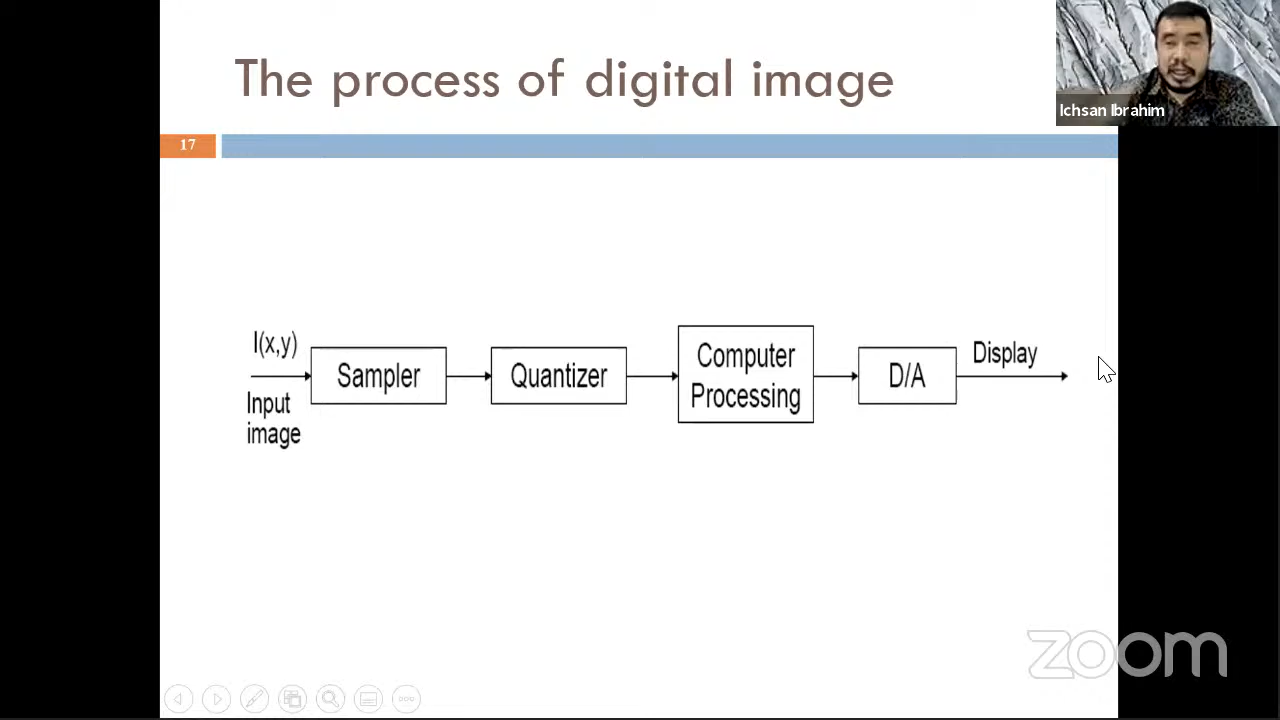 The process of digital image
Ichsan Ibrahim
17
I(x,y)
Input
image
Sampler
Quantizer
Computer
Processing
D/A
Display
zoom